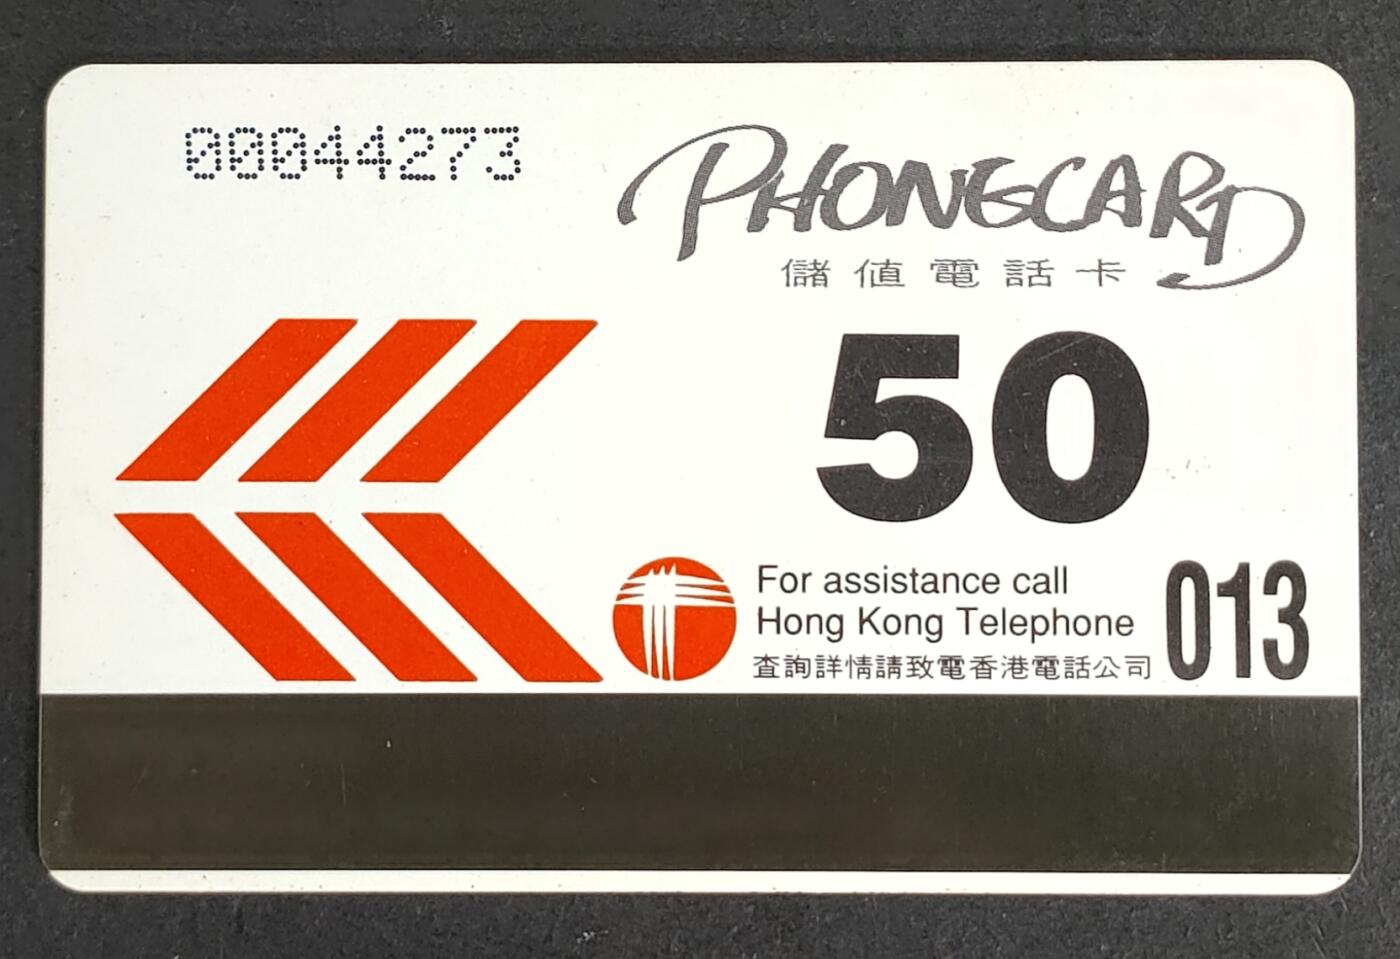 00044273
PHONECARD
儲值電話卡
50
For assistance call
Hong Kong Telephone
013
查詢詳情請致電香港電話公司